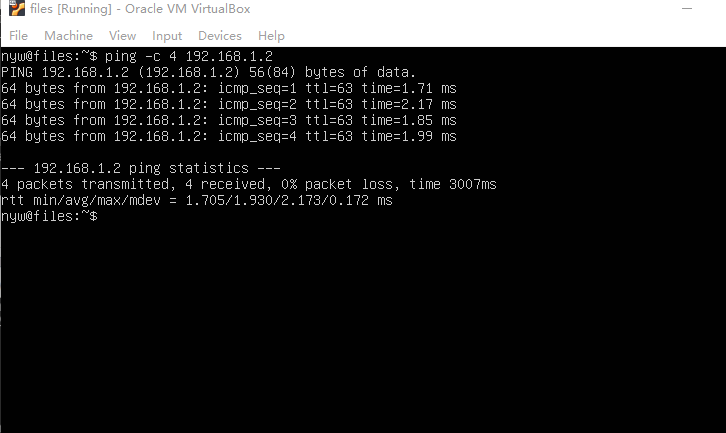 files [Running] - Oracle VM VirtualBox
File Machine View Input Devices Help
nyw@files:~$ ping -c 4 192.168.1.2
PING 192.168.1.2 (192.168.1.2) 56(84) bytes of data.
64 bytes from 192.168.1.2: icmp_seq=1 ttl=63 time=1.71 ms
64 bytes from 192.168.1.2: icmp_seq=2 ttl=63 time=2.17 ms
64 bytes from 192.168.1.2: icmp_seq=3 ttl=63 time=1.85 ms
64 bytes from 192.168.1.2: icmp_seq=4 ttl=63 time=1.99 ms
--- 192.168.1.2 ping statistics ---
4 packets transmitted, 4 received, 0% packet loss, time 3007ms
rtt min/avg/max/mdev = 1.705/1.930/2.173/0.172 ms
nyw@files:~$